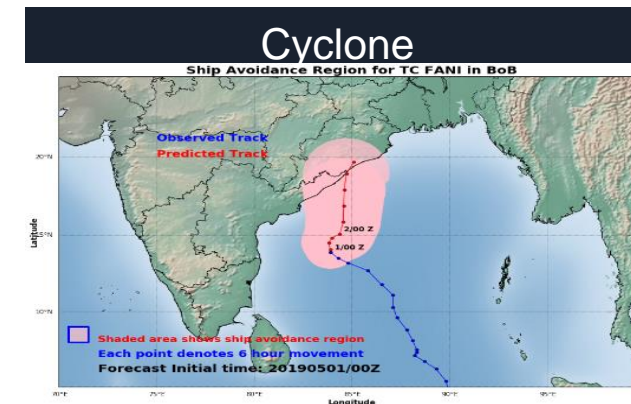 Cyclone
Ship Avoidance Region for TC FANI in BoB
Observed Track
Predicted Track
20°N
2/00 Z
15°N
1/00 Z
10°N
Latitude
Shaded area shows ship avoidance region
Each point denotes 6 hour movement
Forecast Initial time: 20190501/00Z
70°E 75°E 80°E 85°E 90°E 95°E
Longitude